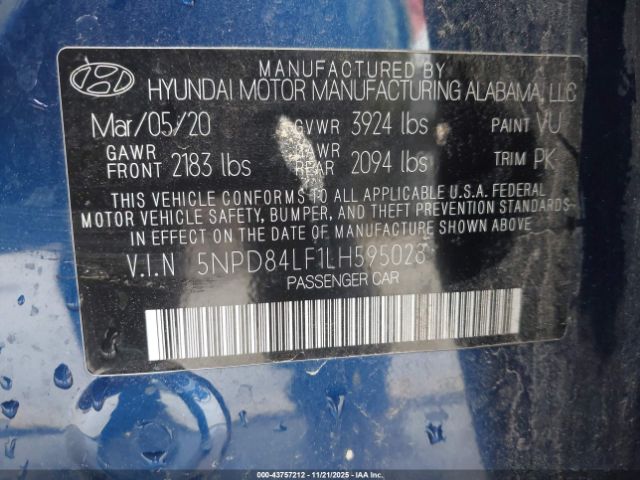 MANUFACTURED BY
HYUNDAI MOTOR MANUFACTURING ALABAMA, LLC
Mar/05/20 GVWR 3924 lbs PAINT VU
GAWR FRONT 2183 lbs GAWR REAR 2094 lbs TRIM PK
THIS VEHICLE CONFORMS TO ALL APPLICABLE U.S.A. FEDERAL
MOTOR VEHICLE SAFETY, BUMPER, AND THEFT PREVENTION STANDARDS
IN EFFECT ON THE DATE OF MANUFACTURE SHOWN ABOVE.
V.I.N 5NPD84LF1LH595028
PASSENGER CAR
000-43757212 - 11/21/2025 - IAA Inc.